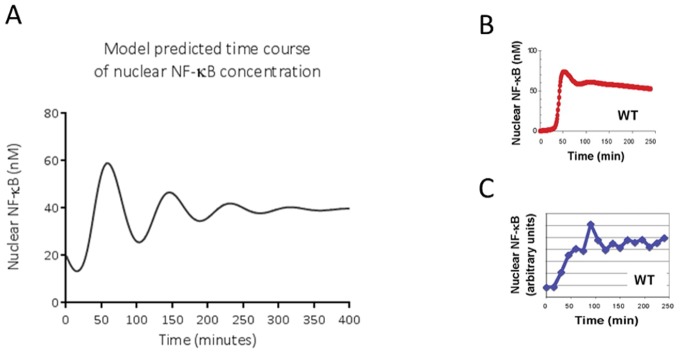 A
Model predicted time course
of nuclear NF-κB concentration
Nuclear NF-κB (nM)
80
60
40
20
0
0 50 100 150 200 250 300 350 400
Time (minutes)
B
Nuclear NF-κB (nM)
100
50
0
WT
0 50 100 150 200 250
Time (min)
C
Nuclear NF-κB
(arbitrary units)
WT
0 50 100 150 200 250
Time (min)